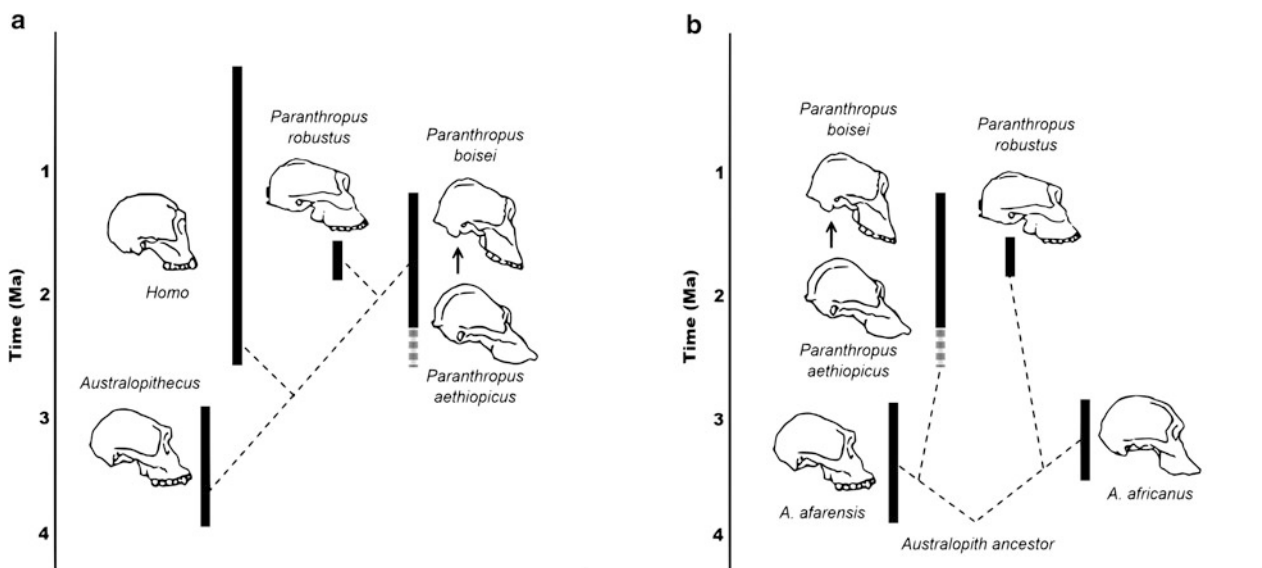 a
Time (Ma)
1
2
3
4
Paranthropus
robustus
Paranthropus
boisei
Homo
Australopithecus
Paranthropus
aethiopicus
b
Time (Ma)
1
2
3
4
Paranthropus
boisei
Paranthropus
robustus
Paranthropus
aethiopicus
A. afarensis
A. africanus
Australopith ancestor